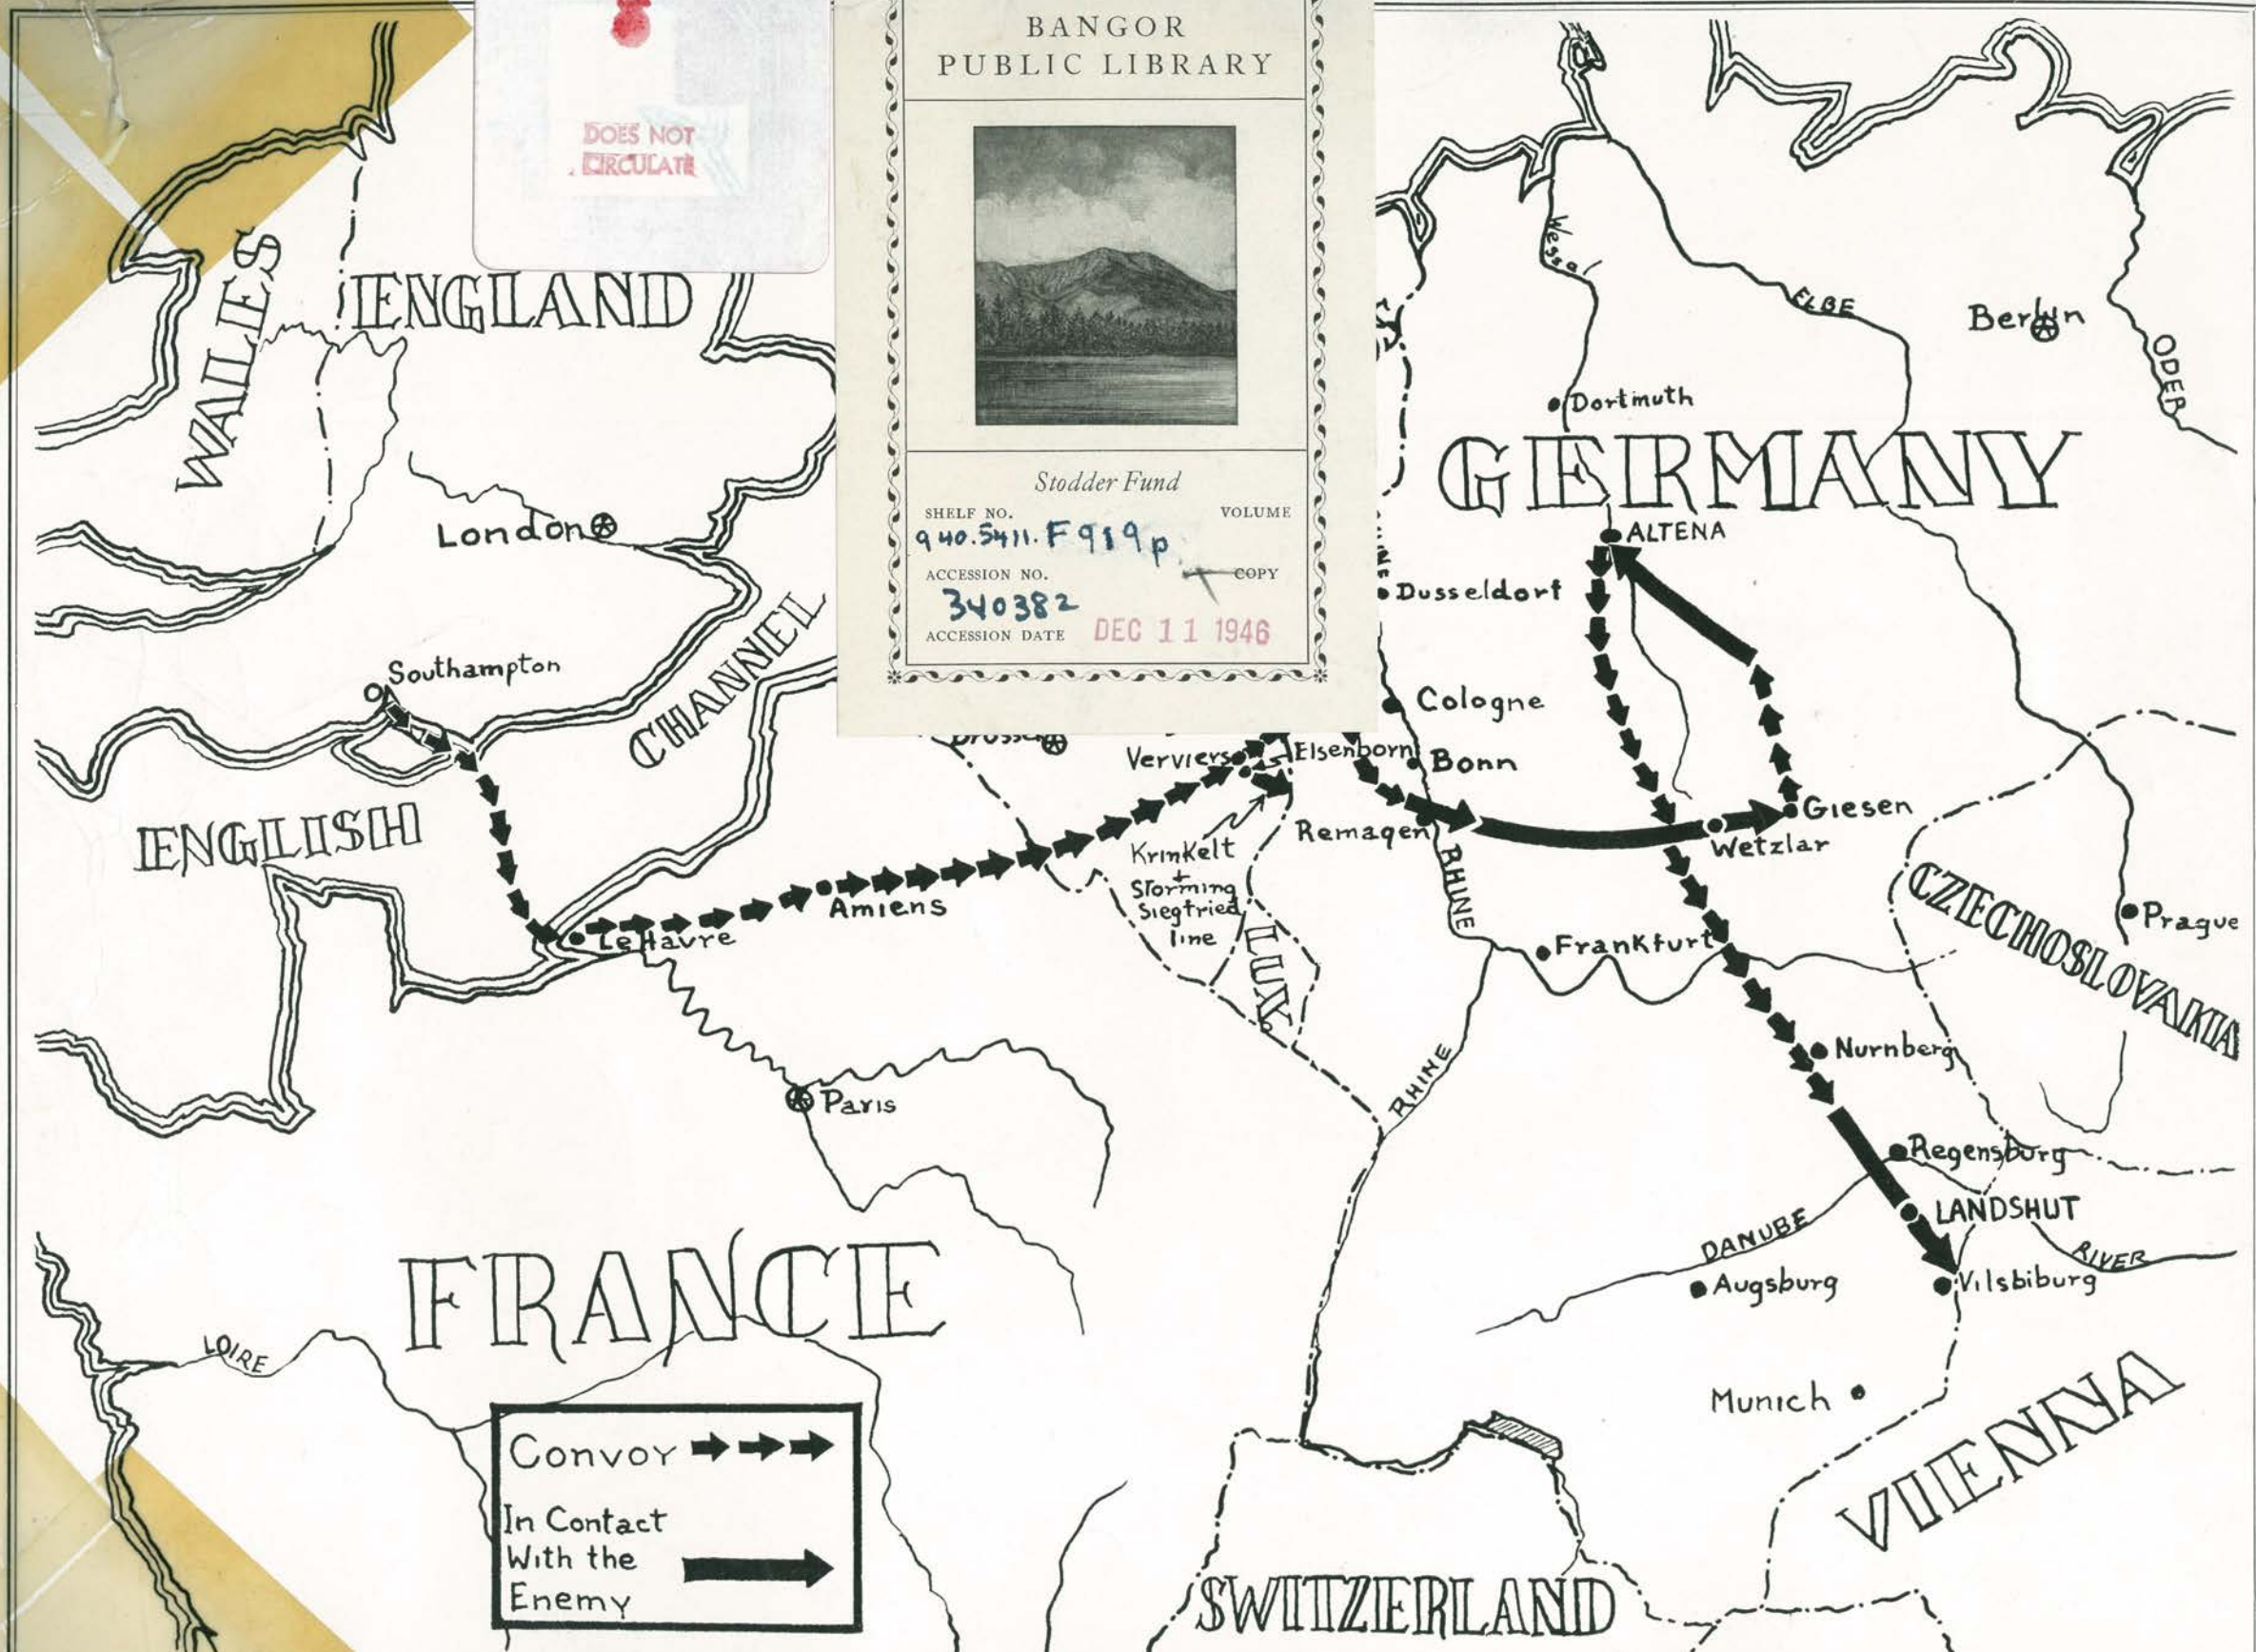 DOES NOT
CIRCULATE
BANGOR
PUBLIC LIBRARY
Stodder Fund
SHELF NO.
VOLUME
940.5411.F919p
ACCESSION NO.
COPY
340382
ACCESSION DATE
DEC 11 1946
WALES
ENGLAND
London
Southampton
ENGLISH
CHANNEL
Wessal
ELBE
Berlin
ODER
Dortmuth
GERMANY
ALTENA
Dusseldorf
Cologne
Verviers
Elsenborn
Bonn
Remagen
Giesen
Wetzlar
Krinkelt
+
Storming
Siegfried
line
RHINE
LUX.
Amiens
LeHavre
Frankfurt
CZECHOSLOVAKIA
Prague
Nurnberg
RHINE
Paris
Regensburg
LANDSHUT
DANUBE
RIVER
Augsburg
Vilsbiburg
FRANCE
LOIRE
Munich
VIENNA
SWITZERLAND
Convoy
In Contact
With the
Enemy